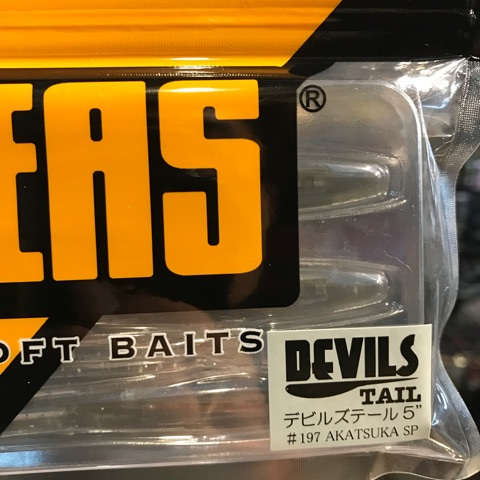 EAS®
OFT BAITS
DEVILS
TAIL
デビルズテール 5"
#197 AKATSUKA SP